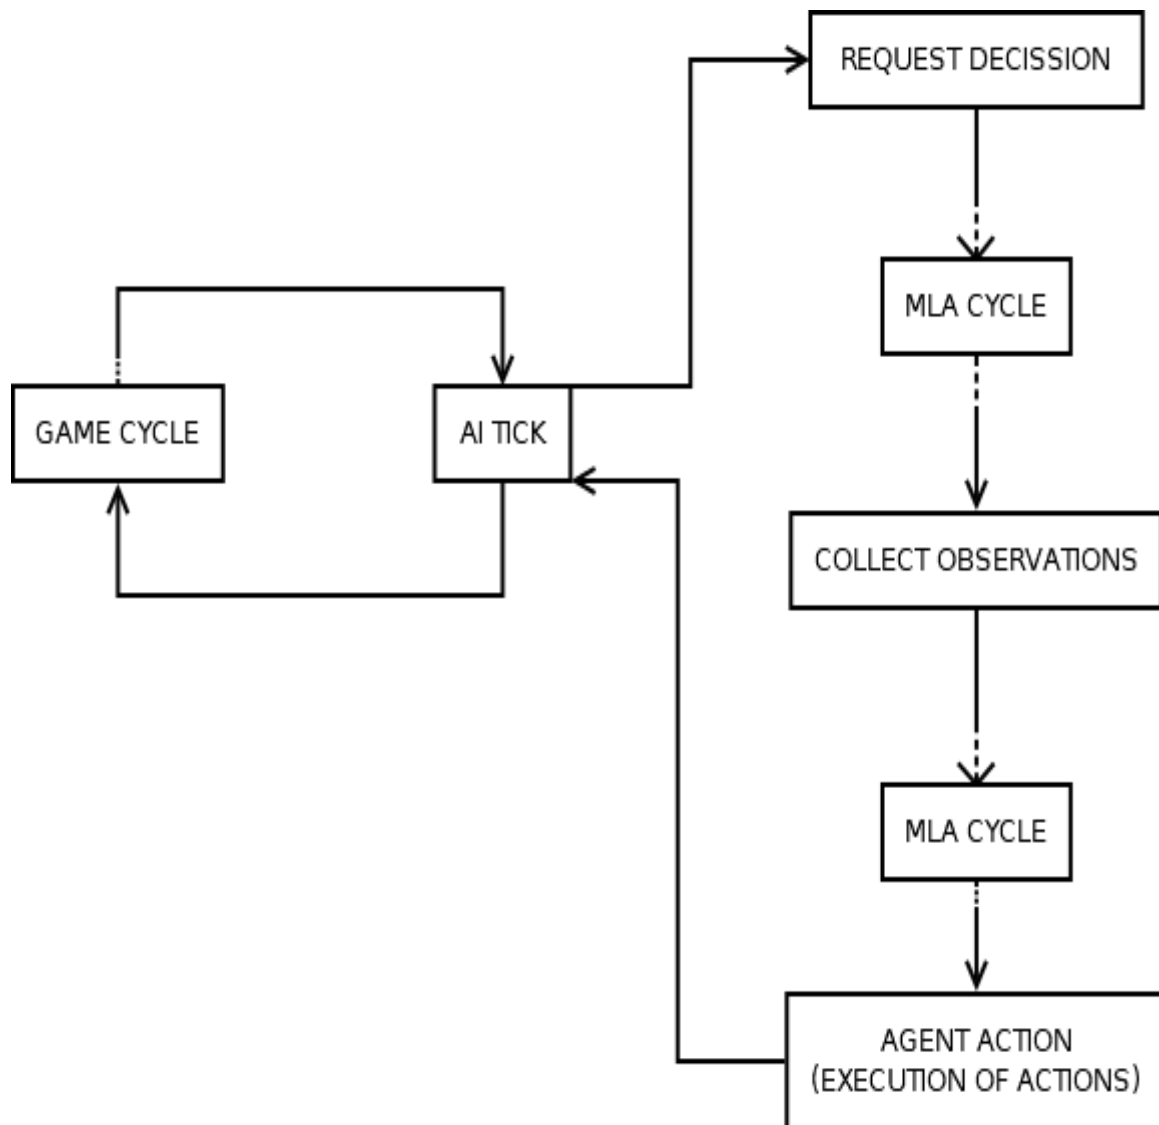 REQUEST DECISSION
MLA CYCLE
GAME CYCLE
AI TICK
COLLECT OBSERVATIONS
MLA CYCLE
AGENT ACTION
(EXECUTION OF ACTIONS)